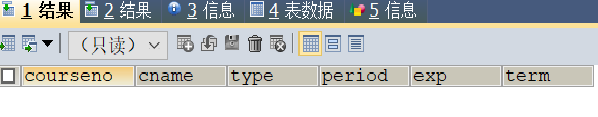 1 结果 2 结果 3 信息 4 表数据 5 信息
（只读）
courseno cname type period exp term